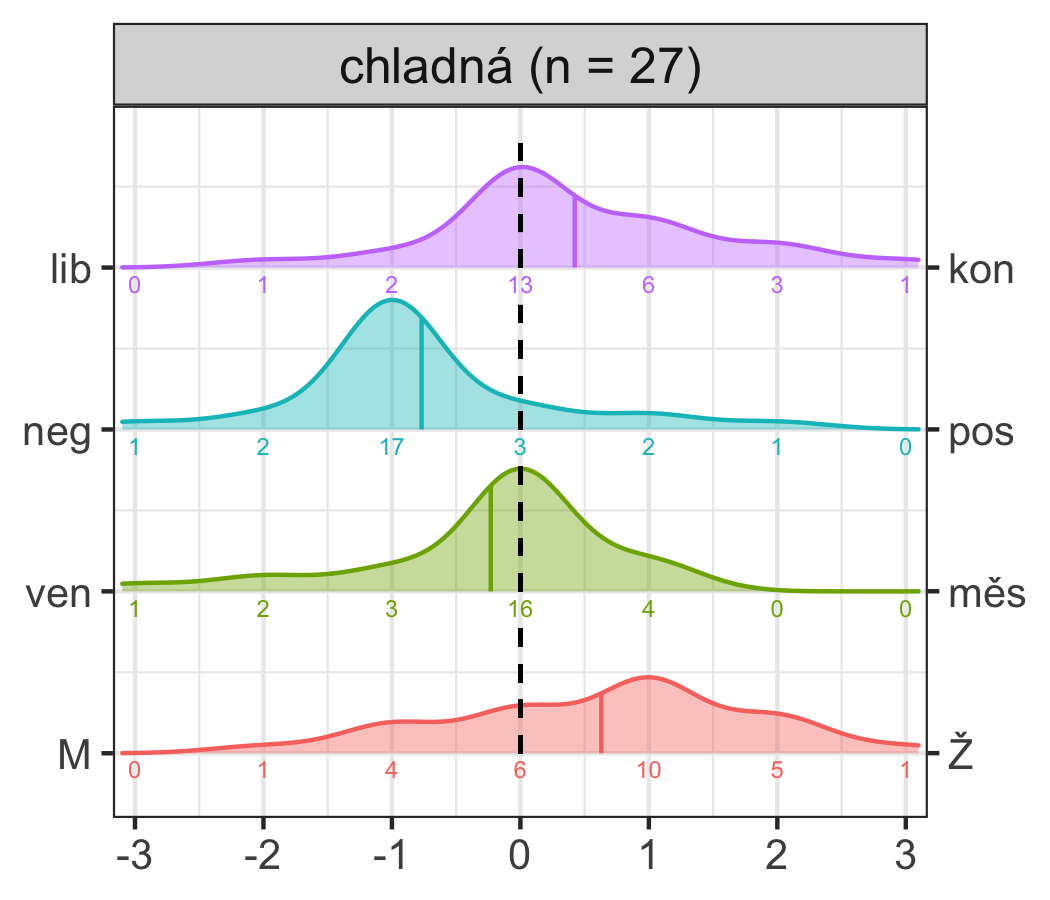 chladná (n = 27)
lib kon
0 1 2 13 6 3 1
neg pos
1 2 17 3 2 1 0
ven měs
1 2 3 16 4 0 0
M Ž
0 1 4 6 10 5 1
-3 -2 -1 0 1 2 3